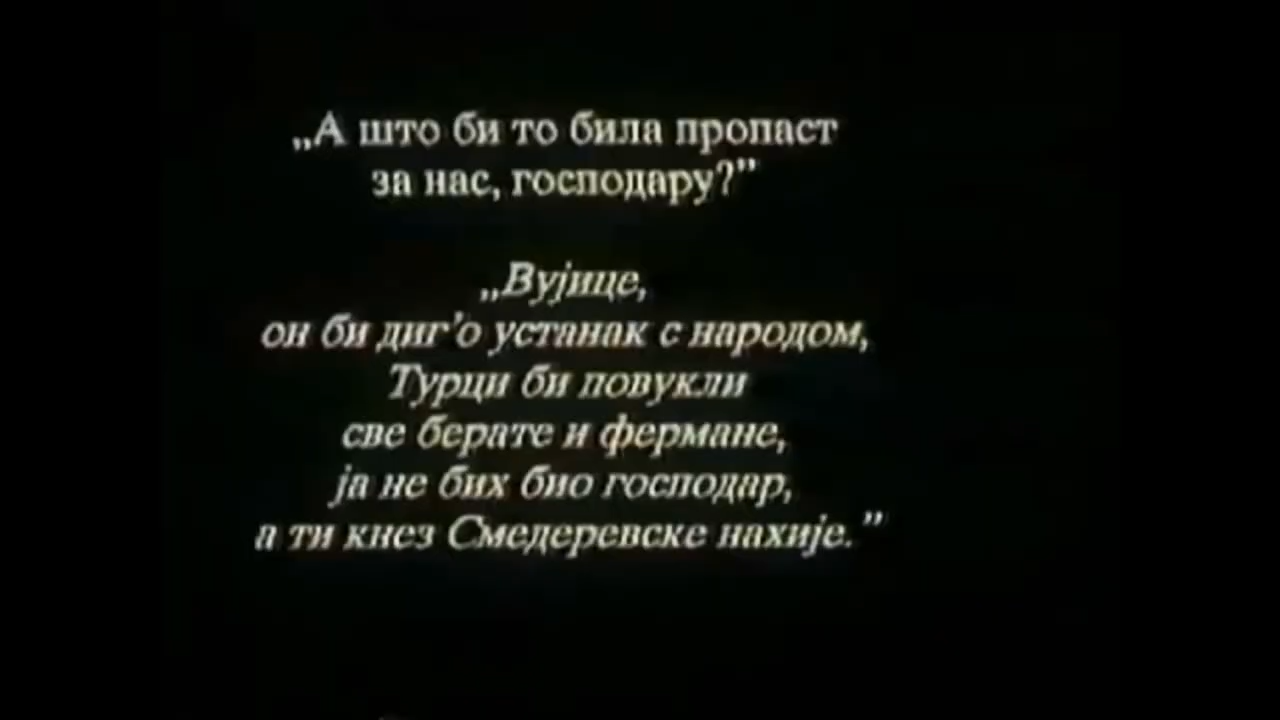 „А што би то била пропаст
за нас, господару?”
„Вујице,
он би диг’о устанак с народом,
Турци би повукли
све берате и фермане,
ја не бих био господар,
а ти кнез Смедеревске нахије.”